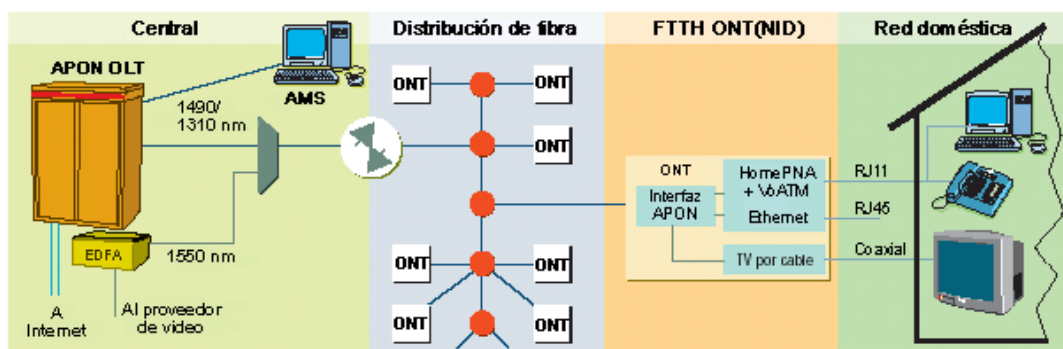 Central
Distribución de fibra
FTTH ONT(NID)
Red doméstica
APON OLT
AMS
1490/
1310 nm
EDFA
1550 nm
A
Internet
Al proveedor
de video
ONT
ONT
ONT
ONT
ONT
ONT
ONT
ONT
Interfaz
APON
HomePNA
+ VoATM
Ethernet
TV por cable
RJ11
RJ45
Coaxial